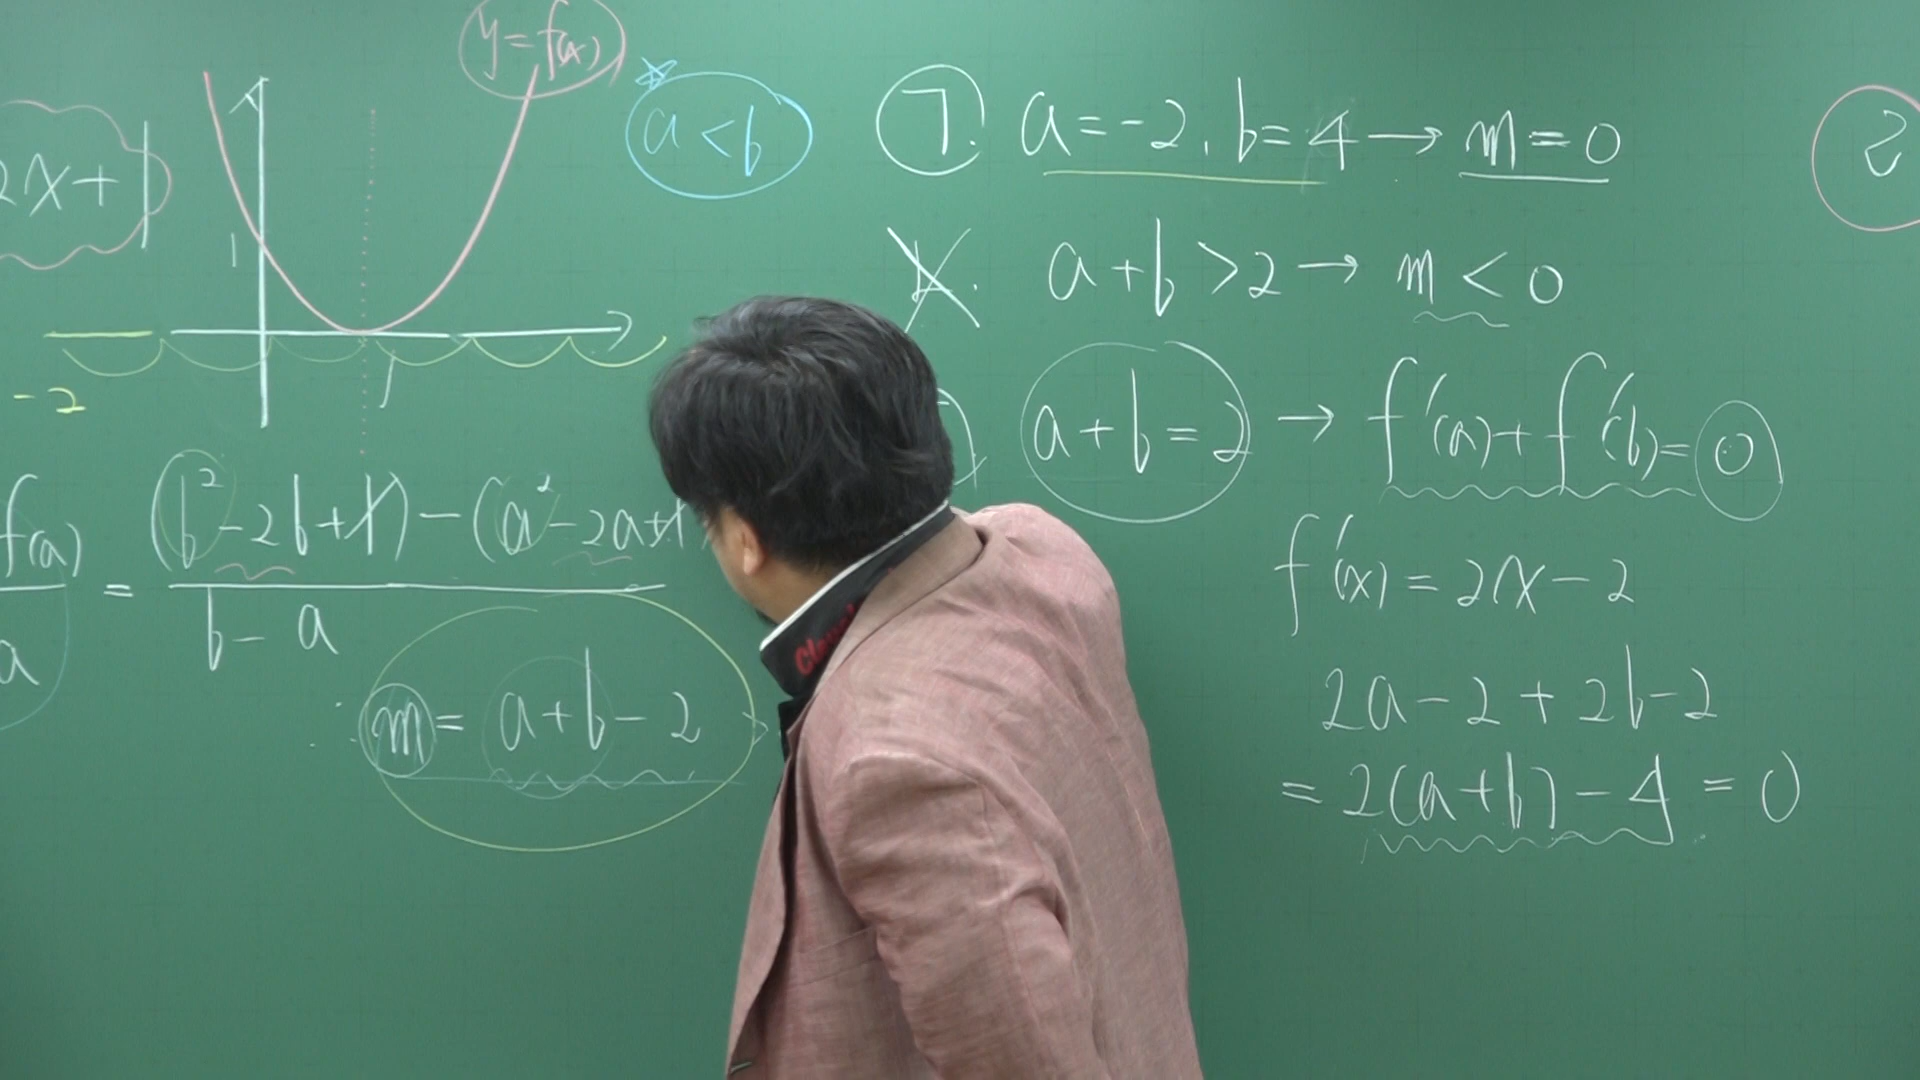 y=f(x)
2x+1
1
1
-2
a<b
f(a)
a
= (b²-2b+1)-(a²-2a+1
b-a
∴ m=a+b-2
ㄱ. a=-2, b=4→m=0
a+b>2→m<0
a+b=2→f'(a)+f'(b)=0
f'(x)=2x-2
2a-2+2b-2
=2(a+b)-4=0
2